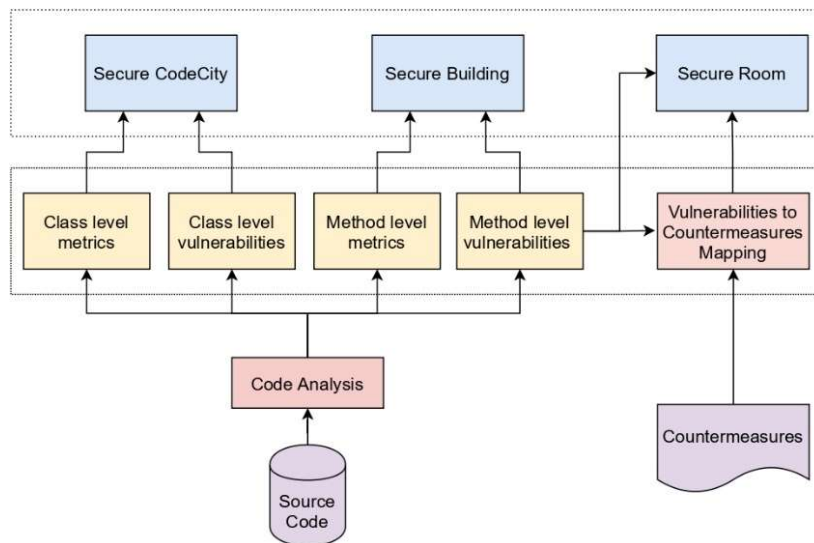 Secure CodeCity
Secure Building
Secure Room
Class level
metrics
Class level
vulnerabilities
Method level
metrics
Method level
vulnerabilities
Vulnerabilities to
Countermeasures
Mapping
Code Analysis
Countermeasures
Source
Code